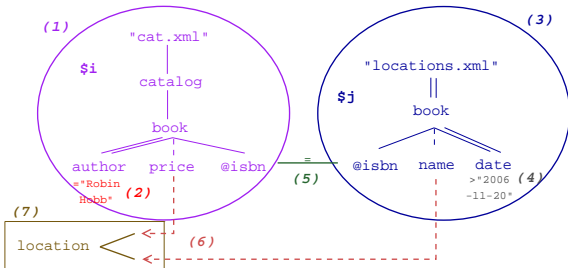 (1)
"cat.xml"
$i
catalog
book
author price @isbn
="Robin
Hobb"
(2)
(3)
"locations.xml"
$j
book
@isbn name date
>"2006
-11-20"
(4)
=
(5)
(6)
(7)
location